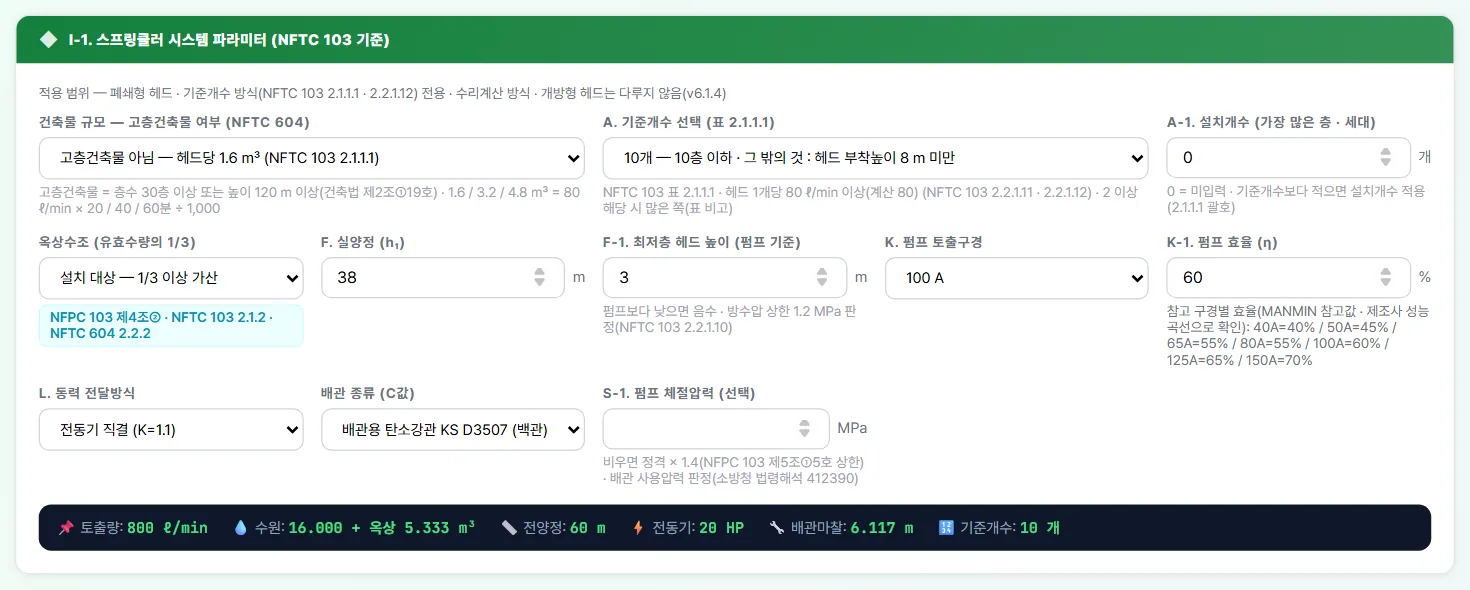 I-1. 스프링클러 시스템 파라미터 (NFTC 103 기준)
적용 범위 — 폐쇄형 헤드 · 기준개수 방식(NFTC 103 2.1.1.1 · 2.2.1.12) 전용 · 수리계산 방식 · 개방형 헤드는 다루지 않음(v6.1.4)
건축물 규모 — 고층건축물 여부 (NFTC 604)
고층건축물 아님 — 헤드당 1.6 m³ (NFTC 103 2.1.1.1)
고층건축물 = 층수 30층 이상 또는 높이 120 m 이상(건축법 제2조①19호) · 1.6 / 3.2 / 4.8 m³ = 80
ℓ/min × 20 / 40 / 60분 ÷ 1,000
A. 기준개수 선택 (표 2.1.1.1)
10개 — 10층 이하 · 그 밖의 것 : 헤드 부착높이 8 m 미만
NFTC 103 표 2.1.1.1 · 헤드 1개당 80 ℓ/min 이상(계산 80) (NFTC 103 2.2.1.11 · 2.2.1.12) · 2 이상
해당 시 많은 쪽(표 비고)
A-1. 설치개수 (가장 많은 층 · 세대)
0 개
0 = 미입력 · 기준개수보다 적으면 설치개수 적용
(2.1.1.1 괄호)
옥상수조 (유효수량의 1/3)
설치 대상 — 1/3 이상 가산
NFPC 103 제4조② · NFTC 103 2.1.2 ·
NFTC 604 2.2.2
F. 실양정 (h₁)
38 m
F-1. 최저층 헤드 높이 (펌프 기준)
3 m
펌프보다 낮으면 음수 · 방수압 상한 1.2 MPa 판
정(NFTC 103 2.2.1.10)
K. 펌프 토출구경
100 A
K-1. 펌프 효율 (η)
60 %
참고 구경별 효율(MANMIN 참고값 · 제조사 성능
곡선으로 확인): 40A=40% / 50A=45% /
65A=55% / 80A=55% / 100A=60% /
125A=65% / 150A=70%
L. 동력 전달방식
전동기 직결 (K=1.1)
배관 종류 (C값)
배관용 탄소강관 KS D3507 (백관)
S-1. 펌프 체절압력 (선택)
MPa
비우면 정격 × 1.4(NFPC 103 제5조①5호 상한)
· 배관 사용압력 판정(소방청 법령해석 412390)
토출량: 800 ℓ/min 수원: 16.000 + 옥상 5.333 m³ 전양정: 60 m 전동기: 20 HP 배관마찰: 6.117 m 기준개수: 10 개